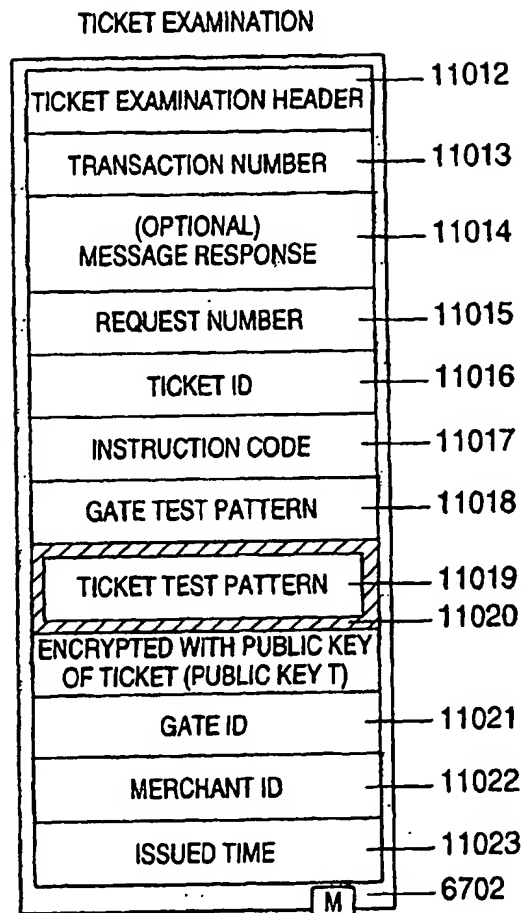 TICKET EXAMINATION
TICKET EXAMINATION HEADER 11012
TRANSACTION NUMBER 11013
(OPTIONAL)
MESSAGE RESPONSE 11014
REQUEST NUMBER 11015
TICKET ID 11016
INSTRUCTION CODE 11017
GATE TEST PATTERN 11018
TICKET TEST PATTERN 11019
11020
ENCRYPTED WITH PUBLIC KEY
OF TICKET (PUBLIC KEY T)
GATE ID 11021
MERCHANT ID 11022
ISSUED TIME 11023
M 6702